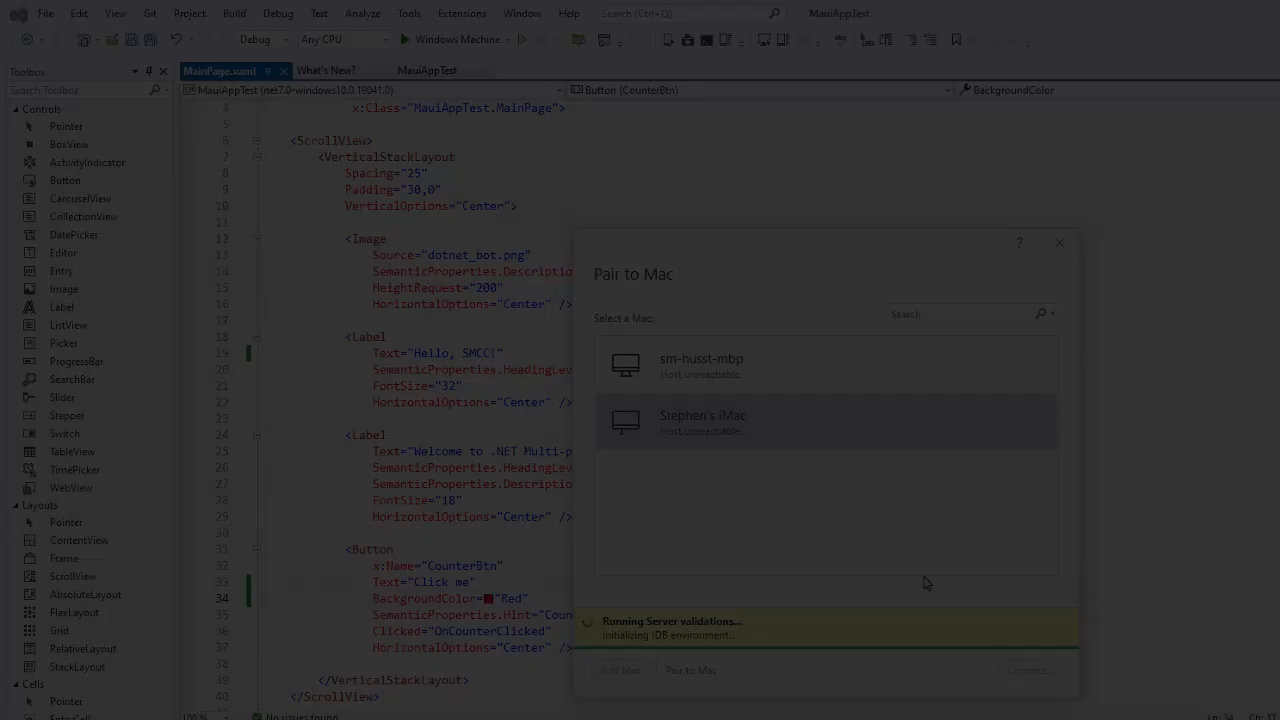 File Edit View Git Project Build Debug Test Analyze Tools Extensions Window Help Search (Ctrl+Q) MauiAppTest
Debug Any CPU Windows Machine
Toolbox
MainPage.xaml What's New? MauiAppTest
Search Toolbox
MauiAppTest (net7.0-windows10.0.19041.0) Button (CounterBtn) BackgroundColor
Controls
Pointer
BoxView
ActivityIndicator
Button
CarouselView
CollectionView
DatePicker
Editor
Entry
Image
Label
ListView
Picker
ProgressBar
SearchBar
Slider
Stepper
Switch
TableView
TimePicker
WebView
Layouts
Pointer
ContentView
Frame
ScrollView
AbsoluteLayout
FlexLayout
Grid
RelativeLayout
StackLayout
Cells
Pointer
EntryCell
4 x:Class="MauiAppTest.MainPage">
5
6 <ScrollView>
7 <VerticalStackLayout
8 Spacing="25"
9 Padding="30,0"
10 VerticalOptions="Center">
11
12 <Image
13 Source="dotnet_bot.png"
14 SemanticProperties.Descriptio
15 HeightRequest="200"
16 HorizontalOptions="Center" />
17
18 <Label
19 Text="Hello, SMCC!"
20 SemanticProperties.HeadingLev
21 FontSize="32"
22 HorizontalOptions="Center" />
23
24 <Label
25 Text="Welcome to .NET Multi-p
26 SemanticProperties.HeadingLev
27 SemanticProperties.Descriptio
28 FontSize="18"
29 HorizontalOptions="Center" />
30
31 <Button
32 x:Name="CounterBtn"
33 Text="Click me"
34 BackgroundColor="Red"
35 SemanticProperties.Hint="Coun
36 Clicked="OnCounterClicked"
37 HorizontalOptions="Center" />
38
39 </VerticalStackLayout>
40 </ScrollView>
100 % No issues found Ln: 34
Pair to Mac
Select a Mac:
Search
sm-husst-mbp
Host unreachable
Stephen's iMac
Host unreachable
Running Server validations...
Initializing IDB environment...
Add Mac... Pair to Mac Connect...